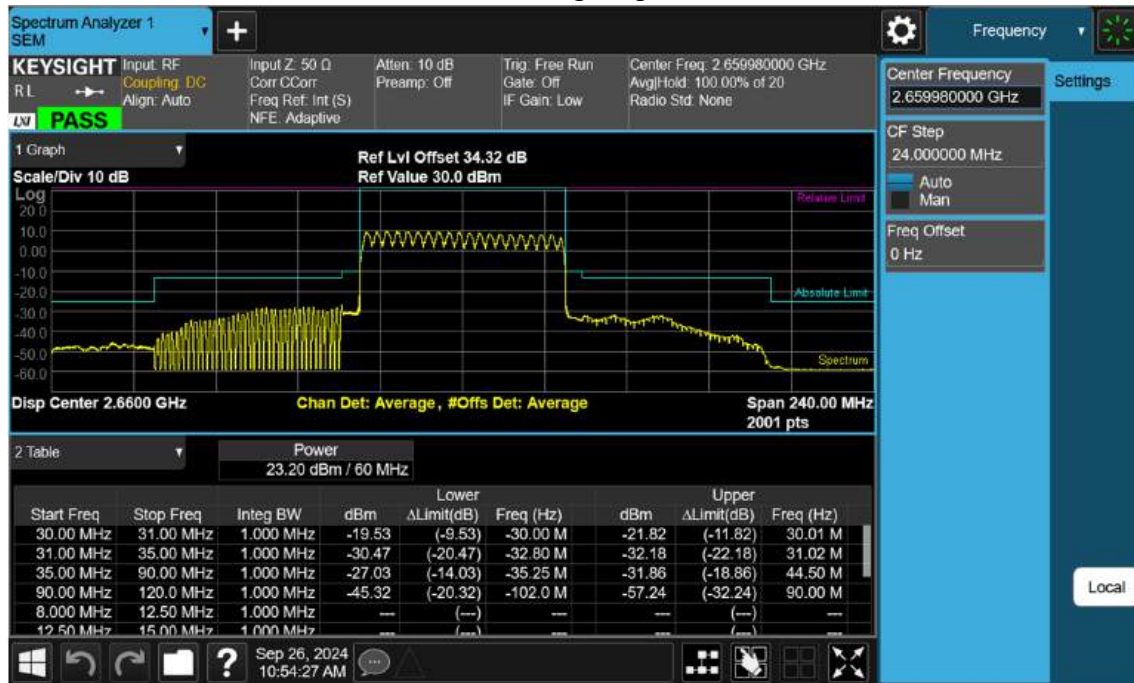 Spectrum Analyzer 1
SEM
+
Frequency
KEYSIGHT
Input: RF
Coupling: DC
Align: Auto
Input Z: 50 Ω
Corr CCorr
Freq Ref: Int (S)
NFE: Adaptive
Atten: 10 dB
Preamp: Off
Trig: Free Run
Gate: Off
IF Gain: Low
Center Freq: 2.659980000 GHz
Avg|Hold: 100.00% of 20
Radio Std: None
RL
LXI PASS
Center Frequency
2.659980000 GHz
Settings
CF Step
24.000000 MHz
Auto
Man
Freq Offset
0 Hz
1 Graph
Ref Lvl Offset 34.32 dB
Scale/Div 10 dB
Ref Value 30.0 dBm
Log
Relative Limit
20.0
10.0
0.00
-10.0
-20.0
Absolute Limit
-30.0
-40.0
-50.0
Spectrum
-60.0
Disp Center 2.6600 GHz
Chan Det: Average, #Offs Det: Average
Span 240.00 MHz
2001 pts
2 Table
Power
23.20 dBm / 60 MHz
Lower Upper
Start Freq Stop Freq Integ BW dBm ΔLimit(dB) Freq (Hz) dBm ΔLimit(dB) Freq (Hz)
30.00 MHz 31.00 MHz 1.000 MHz -19.53 (-9.53) -30.00 M -21.82 (-11.82) 30.01 M
31.00 MHz 35.00 MHz 1.000 MHz -30.47 (-20.47) -32.80 M -32.18 (-22.18) 31.02 M
35.00 MHz 90.00 MHz 1.000 MHz -27.03 (-14.03) -35.25 M -31.86 (-18.86) 44.50 M
90.00 MHz 120.0 MHz 1.000 MHz -45.32 (-20.32) -102.0 M -57.24 (-32.24) 90.00 M
8.000 MHz 12.50 MHz 1.000 MHz --- (---) --- --- (---) ---
12.50 MHz 15.00 MHz 1.000 MHz --- (---) --- --- (---) ---
Local
?
Sep 26, 2024
10:54:27 AM